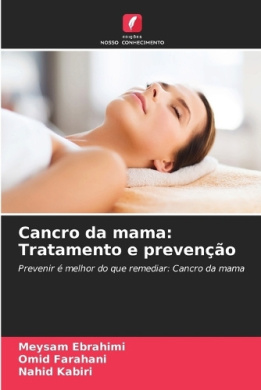 edições
NOSSO CONHECIMENTO
Cancro da mama:
Tratamento e prevenção
Prevenir é melhor do que remediar: Cancro da mama
Meysam Ebrahimi
Omid Farahani
Nahid Kabiri